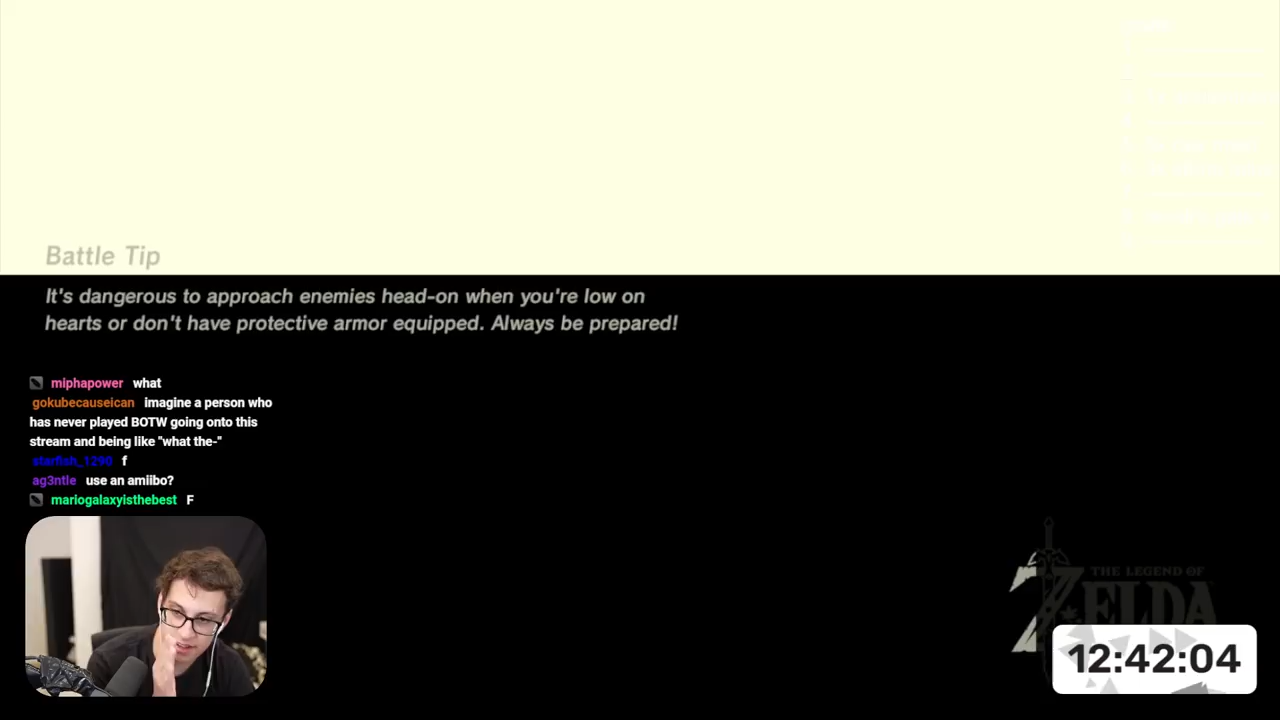 Battle Tip
It's dangerous to approach enemies head-on when you're low on
hearts or don't have protective armor equipped. Always be prepared!
miphapower what
gokubecauseican imagine a person who
has never played BOTW going onto this
stream and being like "what the-"
starfish_1290 f
ag3ntle use an amiibo?
mariogalaxyisthebest F
THE LEGEND OF
ZELDA
12:42:04